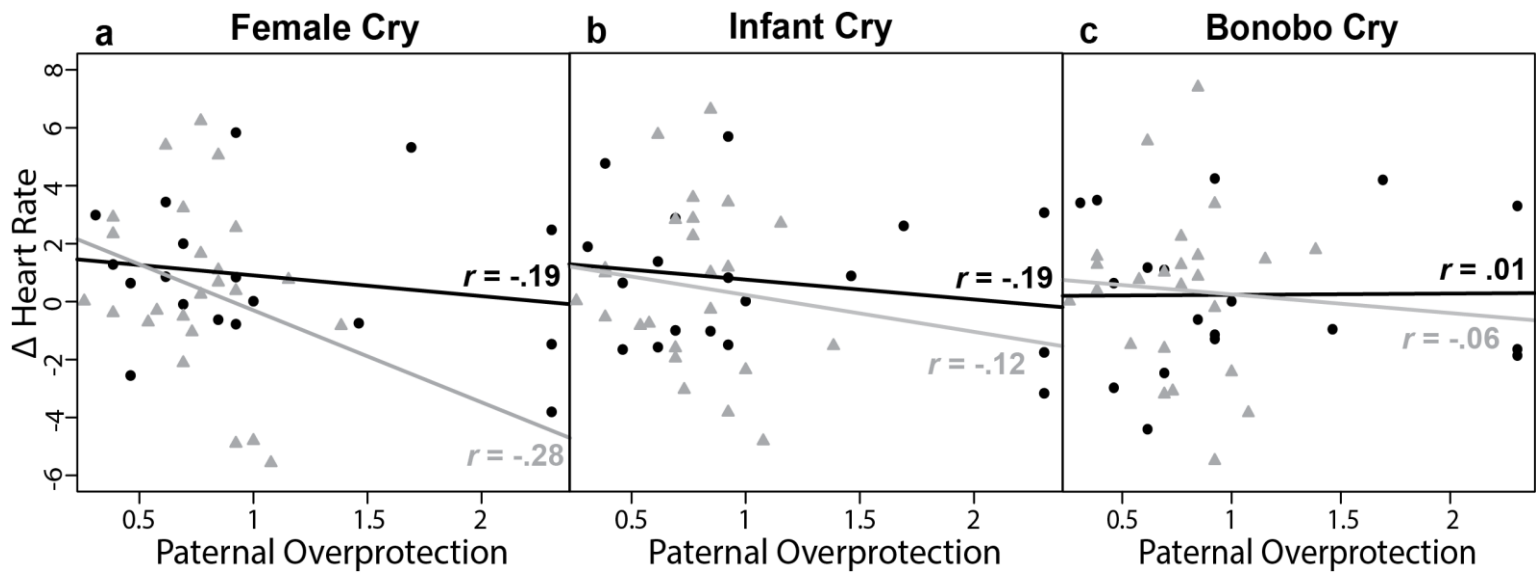 a Female Cry
b Infant Cry
c Bonobo Cry
Δ Heart Rate
8
6
4
2
0
-2
-4
-6
r = -.19
r = -.28
r = -.19
r = -.12
r = .01
r = -.06
0.5 1 1.5 2
0.5 1 1.5 2
0.5 1 1.5 2
Paternal Overprotection
Paternal Overprotection
Paternal Overprotection